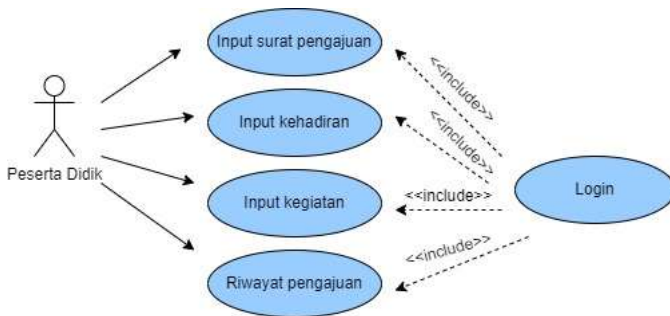 Input surat pengajuan
<<include>>
Input kehadiran
<<include>>
Peserta Didik
Input kegiatan
<<include>>
Login
<<include>>
Riwayat pengajuan